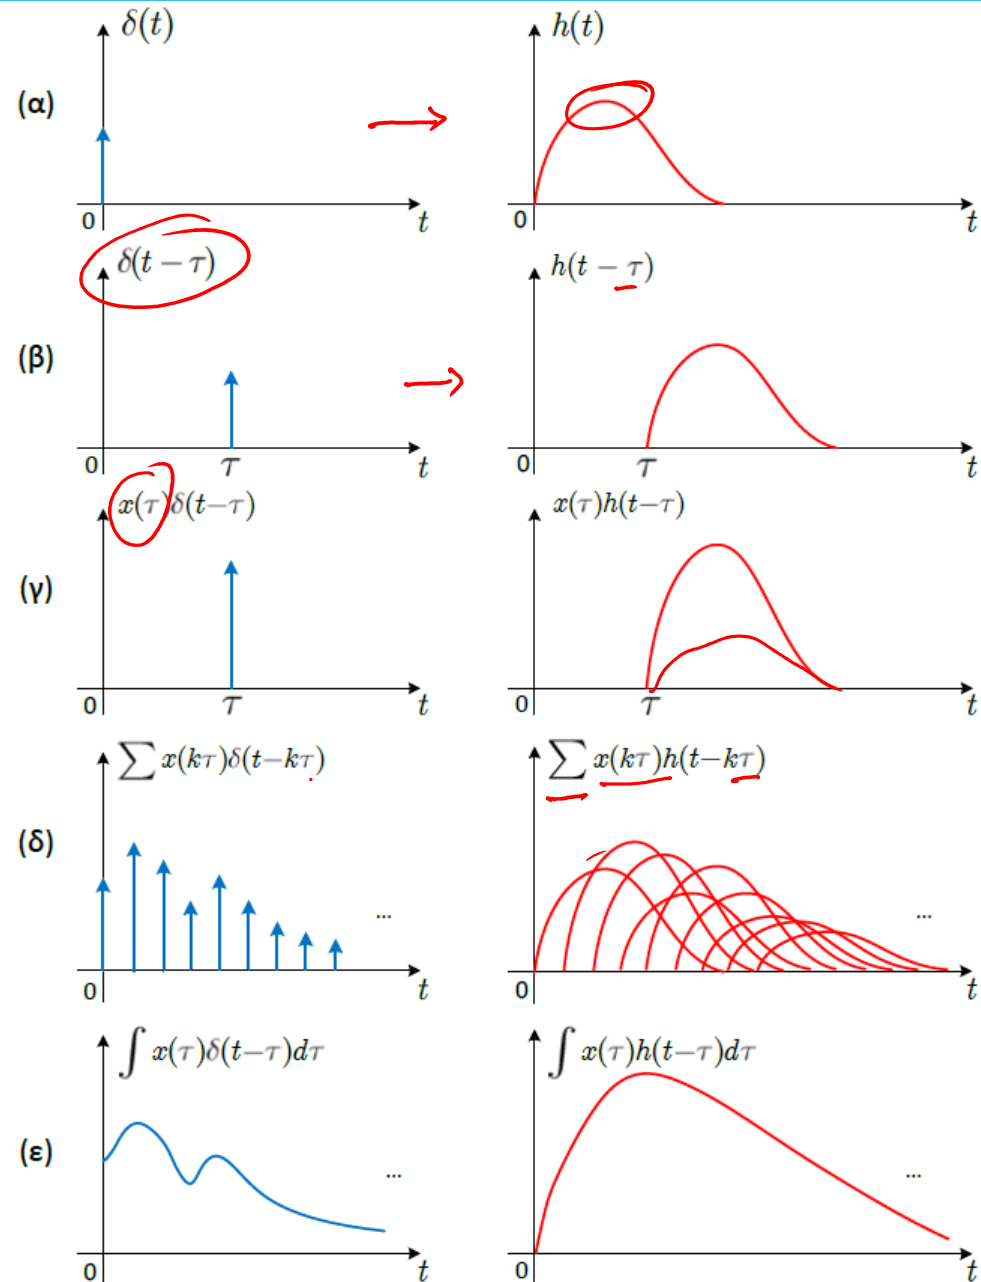 δ(t) h(t)
(α)
0 t 0 t
δ(t − τ) h(t − τ)
(β)
0 τ t 0 τ t
x(τ)δ(t−τ) x(τ)h(t−τ)
(γ)
0 τ t 0 τ t
∑ x(kτ)δ(t−kτ) ∑ x(kτ)h(t−kτ)
(δ)
... ...
0 t 0 t
∫ x(τ)δ(t−τ)dτ ∫ x(τ)h(t−τ)dτ
(ε)
... ...
0 t 0 t